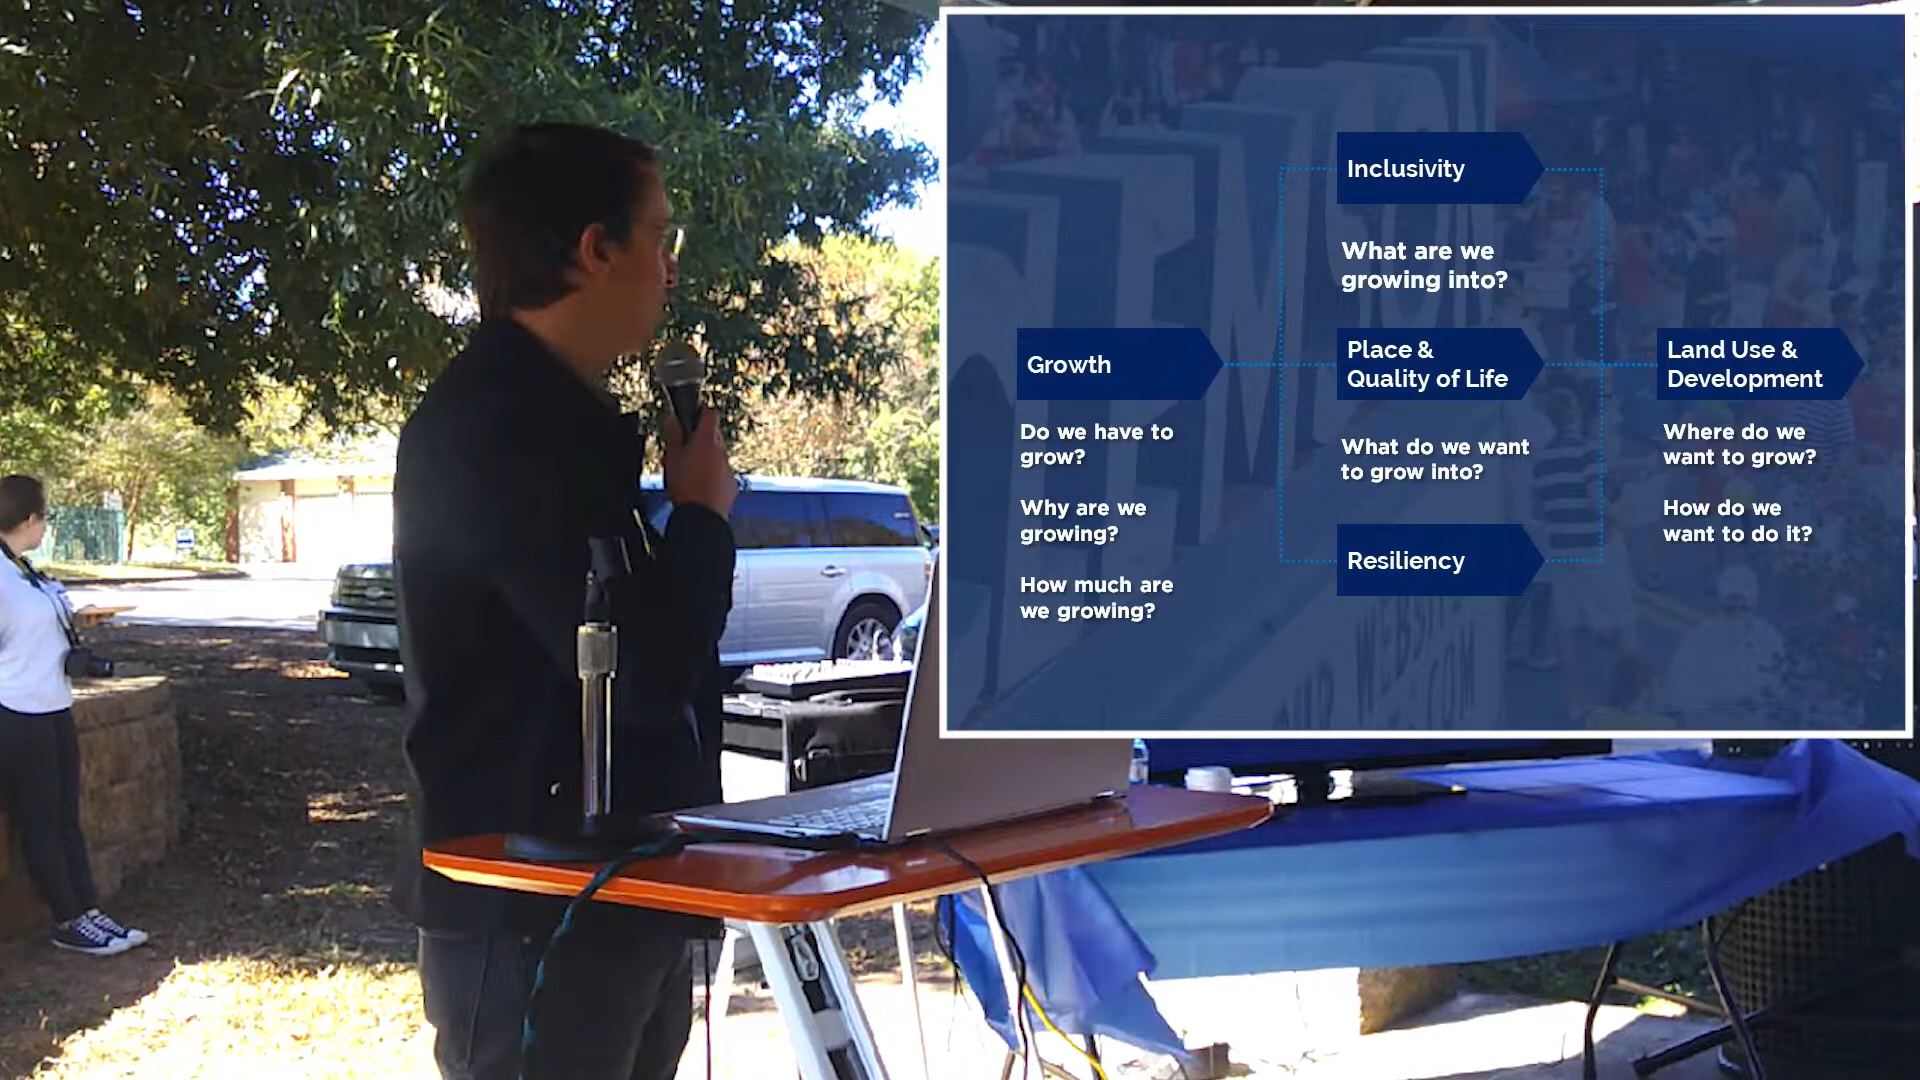 Inclusivity
What are we
growing into?
Growth
Do we have to
grow?
Why are we
growing?
How much are
we growing?
Place &
Quality of Life
What do we want
to grow into?
Resiliency
Land Use &
Development
Where do we
want to grow?
How do we
want to do it?